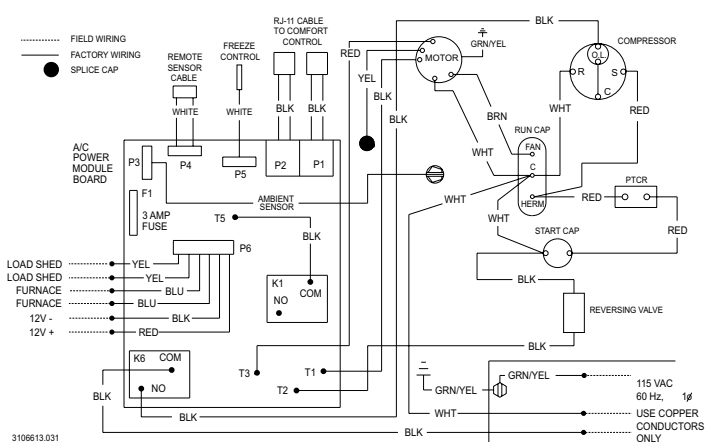 FIELD WIRING
FACTORY WIRING
SPLICE CAP
REMOTE
SENSOR
CABLE
FREEZE
CONTROL
RJ-11 CABLE
TO COMFORT
CONTROL
WHITE
WHITE
BLK
BLK
RED
YEL
BLK
BLK
BLK
GRN/YEL
MOTOR
COMPRESSOR
O.L.
R
S
C
WHT
RED
BRN
WHT
RUN CAP
FAN
C
HERM
A/C
POWER
MODULE
BOARD
P3
P4
P5
P2
P1
F1
3 AMP
FUSE
AMBIENT
SENSOR
T5
BLK
P6
WHT
WHT
RED
PTCR
RED
START CAP
BLK
REVERSING VALVE
BLK
LOAD SHED
YEL
LOAD SHED
YEL
FURNACE
BLU
FURNACE
BLU
12V -
BLK
12V +
RED
K1
COM
NO
K6
COM
NO
T3
T1
T2
BLK
BLK
GRN/YEL
GRN/YEL
115 VAC
60 Hz, 1ø
WHT
USE COPPER
BLK
CONDUCTORS
ONLY
3106613.031